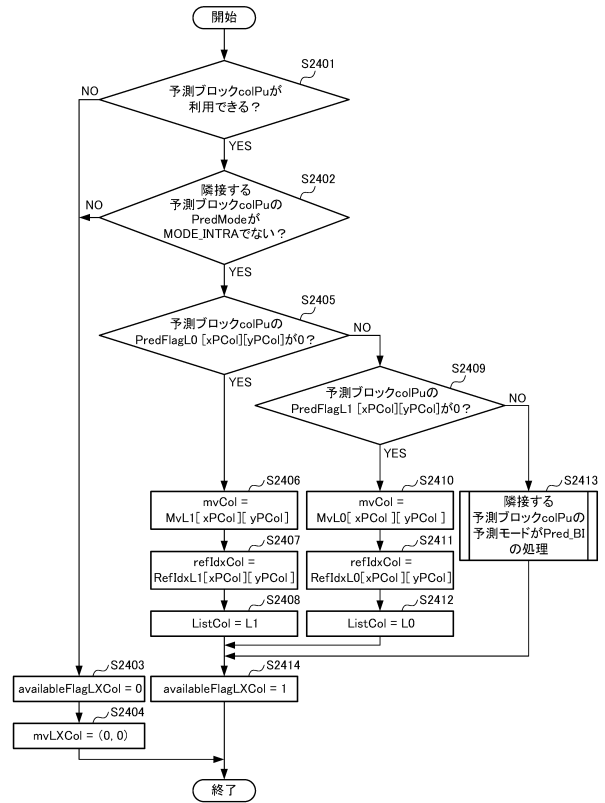 開始
S2401
予測ブロックcolPuが
利用できる？
NO
YES
S2402
隣接する
予測ブロックcolPuの
PredModeが
MODE_INTRAでない？
NO
YES
S2405
予測ブロックcolPuの
PredFlagL0 [xPCol][yPCol]が0？
NO
YES
S2409
予測ブロックcolPuの
PredFlagL1 [xPCol][yPCol]が0？
NO
YES
S2406
mvCol =
MvL1[ xPCol][ yPCol]
S2410
mvCol =
MvL0[ xPCol ][ yPCol ]
S2413
隣接する
予測ブロックcolPuの
予測モードがPred_BI
の処理
S2407
refIdxCol =
RefIdxL1[xPCol][ yPCol]
S2411
refIdxCol =
RefIdxL0[xPCol][ yPCol]
S2408
ListCol = L1
S2412
ListCol = L0
S2403
availableFlagLXCol = 0
S2414
availableFlagLXCol = 1
S2404
mvLXCol = (0, 0)
終了